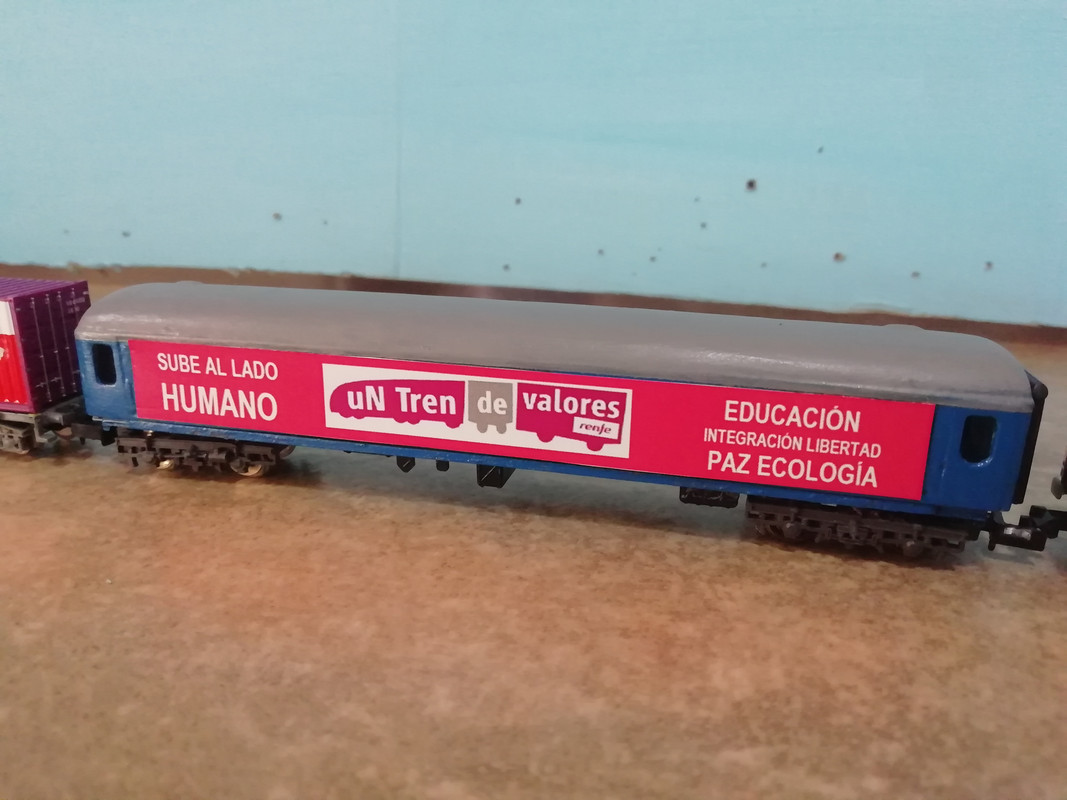 SUBE AL LADO
HUMANO
uN Tren de valores
renfe
EDUCACIÓN
INTEGRACIÓN LIBERTAD
PAZ ECOLOGÍA